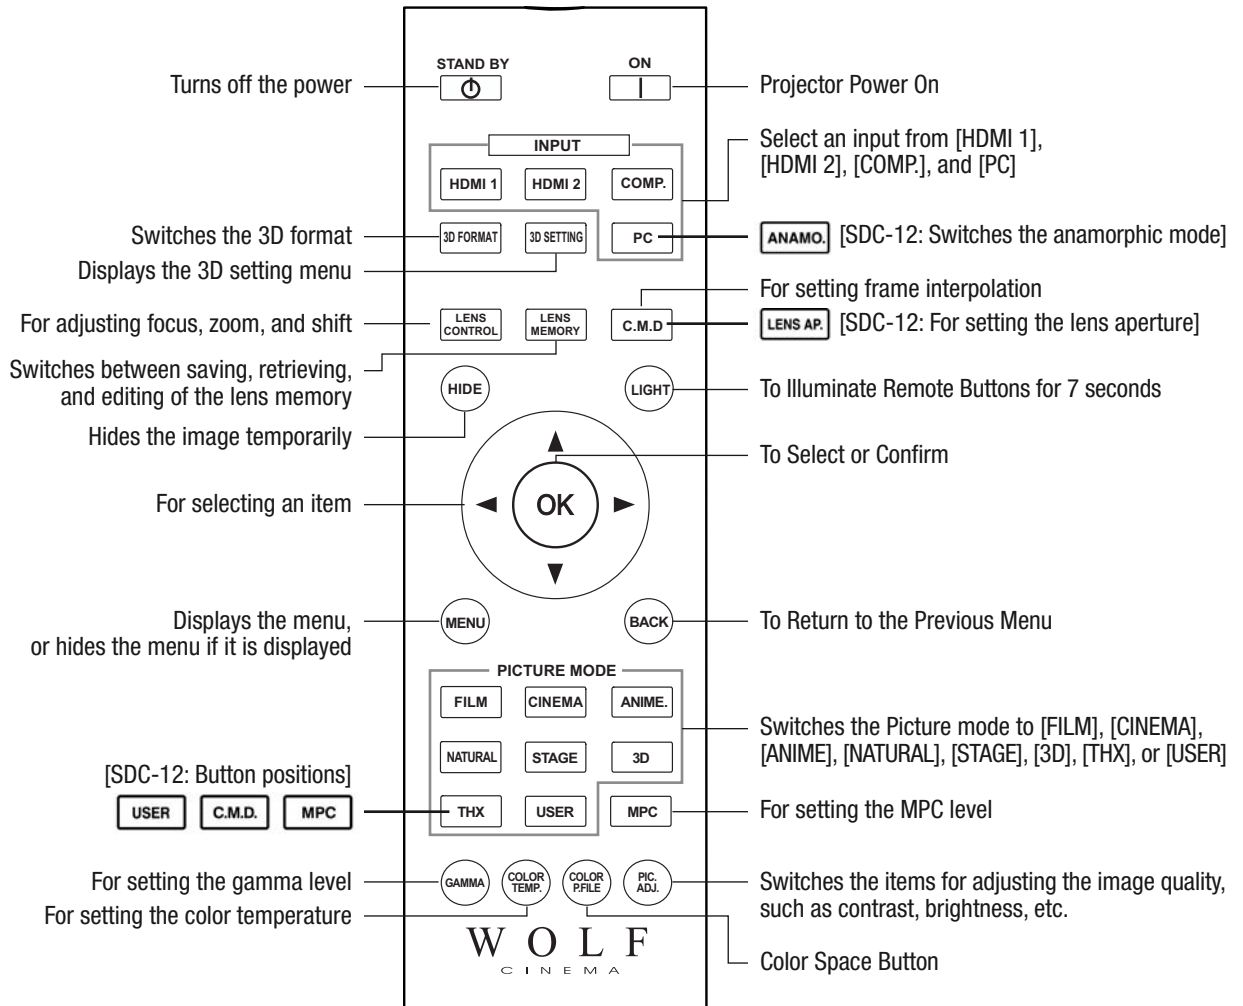 STAND BY
ON
Turns off the power
Projector Power On
INPUT
Select an input from [HDMI 1],
[HDMI 2], [COMP.], and [PC]
HDMI 1
HDMI 2
COMP.
Switches the 3D format
3D FORMAT
3D SETTING
PC
ANAMO.
[SDC-12: Switches the anamorphic mode]
Displays the 3D setting menu
For setting frame interpolation
For adjusting focus, zoom, and shift
LENS
CONTROL
LENS
MEMORY
C.M.D
LENS AP.
[SDC-12: For setting the lens aperture]
Switches between saving, retrieving,
and editing of the lens memory
HIDE
LIGHT
To Illuminate Remote Buttons for 7 seconds
Hides the image temporarily
To Select or Confirm
For selecting an item
OK
Displays the menu,
or hides the menu if it is displayed
MENU
BACK
To Return to the Previous Menu
PICTURE MODE
FILM
CINEMA
ANIME.
Switches the Picture mode to [FILM], [CINEMA],
[ANIME], [NATURAL], [STAGE], [3D], [THX], or [USER]
NATURAL
STAGE
3D
[SDC-12: Button positions]
USER
C.M.D.
MPC
THX
USER
MPC
For setting the MPC level
For setting the gamma level
GAMMA
COLOR
TEMP.
COLOR
P.FILE
PIC.
ADJ.
Switches the items for adjusting the image quality,
such as contrast, brightness, etc.
For setting the color temperature
WOLF
CINEMA
Color Space Button